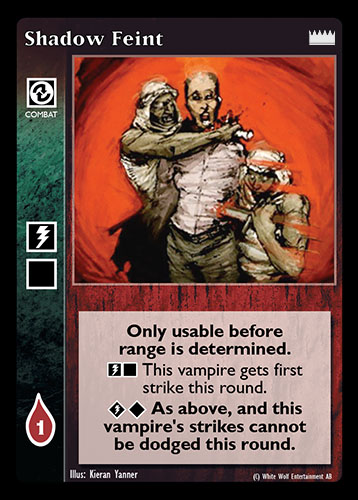 Shadow Feint
COMBAT
Only usable before
range is determined.
This vampire gets first
strike this round.
As above, and this
vampire's strikes cannot
be dodged this round.
1
Illus: Kieran Yanner
(C) White Wolf Entertainment AB